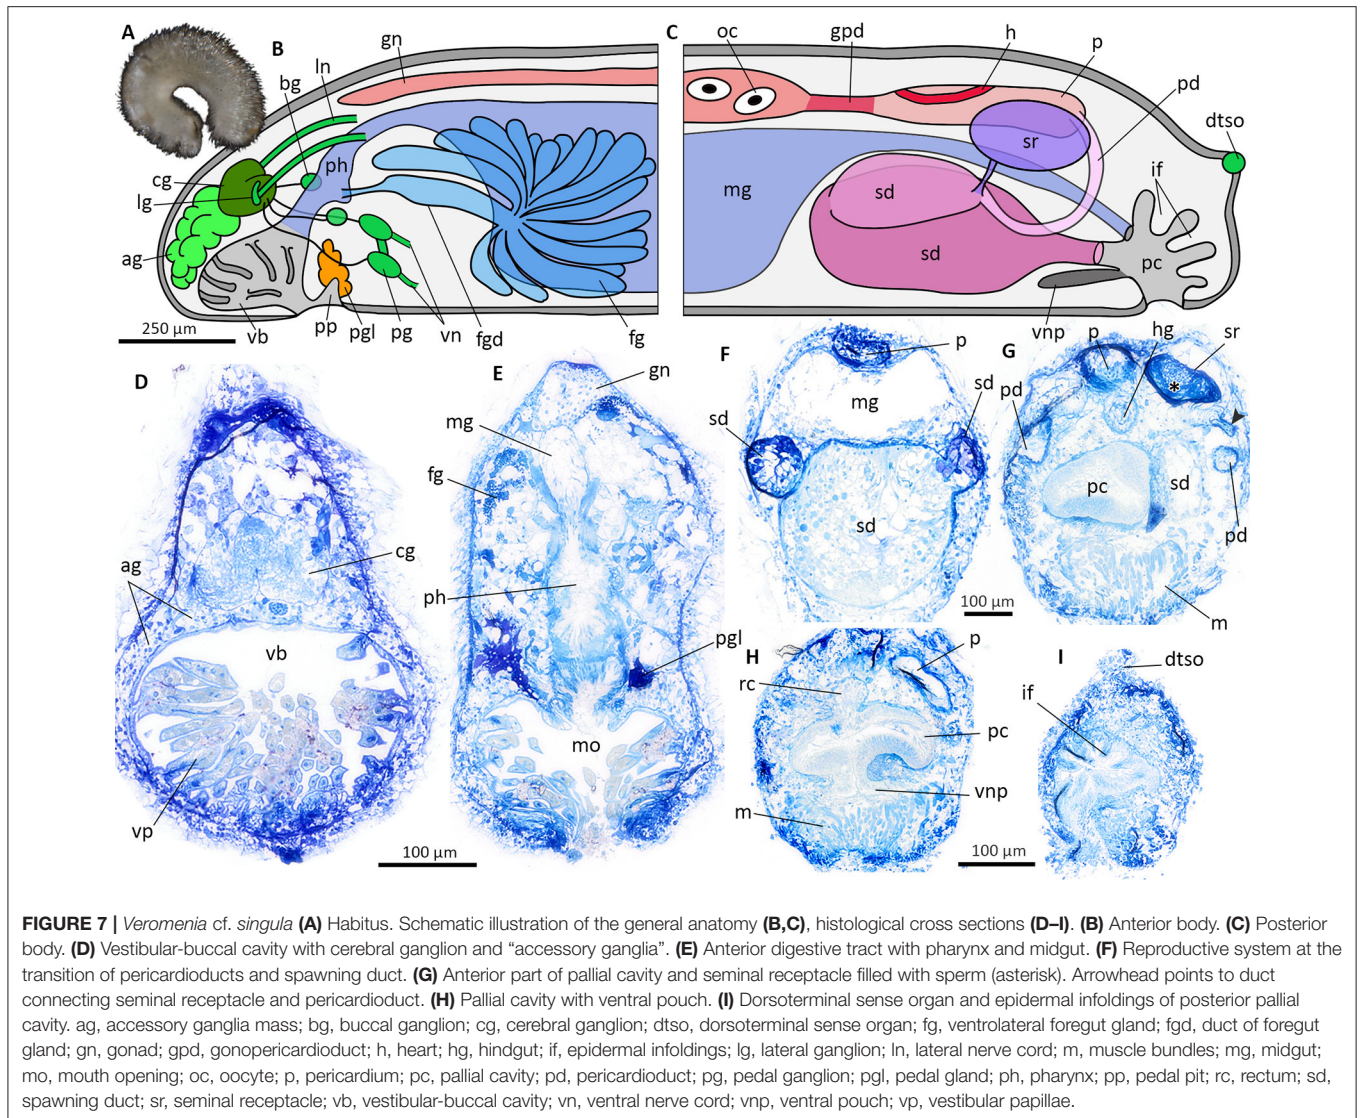 A
B
gn
ln
bg
cg
lg
ph
ag
250 µm
vb
pp
pgl
pg
vn
fgd
fg
C
oc
gpd
h
p
pd
dtso
sr
if
mg
sd
sd
pc
vnp
D
ag
cg
vb
vp
100 µm
E
gn
mg
fg
ph
pgl
mo
F
p
mg
sd
sd
sd
100 µm
G
p
hg
sr
*
pd
pc
sd
pd
m
H
p
rc
pc
vnp
m
100 µm
I
dtso
if
FIGURE 7 | Veromenia cf. singula (A) Habitus. Schematic illustration of the general anatomy (B,C), histological cross sections (D–I). (B) Anterior body. (C) Posterior
body. (D) Vestibular-buccal cavity with cerebral ganglion and “accessory ganglia”. (E) Anterior digestive tract with pharynx and midgut. (F) Reproductive system at the
transition of pericardioducts and spawning duct. (G) Anterior part of pallial cavity and seminal receptacle filled with sperm (asterisk). Arrowhead points to duct
connecting seminal receptacle and pericardioduct. (H) Pallial cavity with ventral pouch. (I) Dorsoterminal sense organ and epidermal infoldings of posterior pallial
cavity. ag, accessory ganglia mass; bg, buccal ganglion; cg, cerebral ganglion; dtso, dorsoterminal sense organ; fg, ventrolateral foregut gland; fgd, duct of foregut
gland; gn, gonad; gpd, gonopericardioduct; h, heart; hg, hindgut; if, epidermal infoldings; lg, lateral ganglion; ln, lateral nerve cord; m, muscle bundles; mg, midgut;
mo, mouth opening; oc, oocyte; p, pericardium; pc, pallial cavity; pd, pericardioduct; pg, pedal ganglion; pgl, pedal gland; ph, pharynx; pp, pedal pit; rc, rectum; sd,
spawning duct; sr, seminal receptacle; vb, vestibular-buccal cavity; vn, ventral nerve cord; vnp, ventral pouch; vp, vestibular papillae.